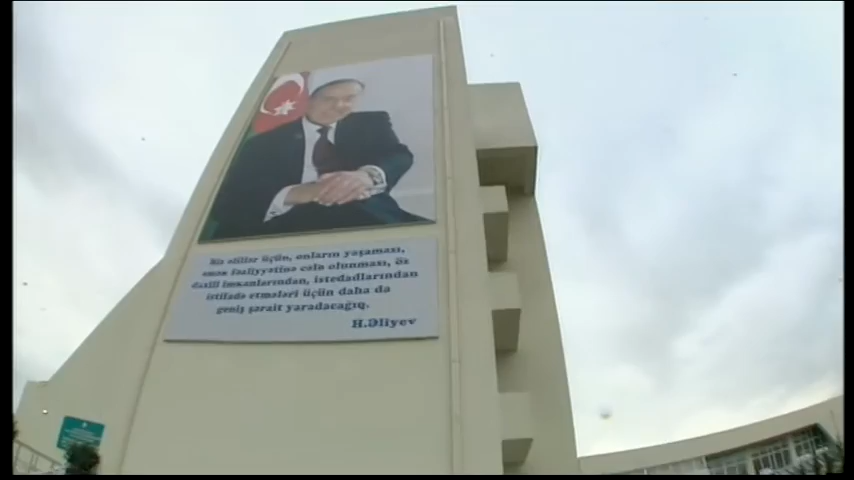 Biz əlillər üçün, onların yaşaması,
əmək fəaliyyətinə cəlb olunması, öz
daxili imkanlarından, istedadlarından
istifadə etmələri üçün daha da
geniş şərait yaradacağıq.
H.Əliyev